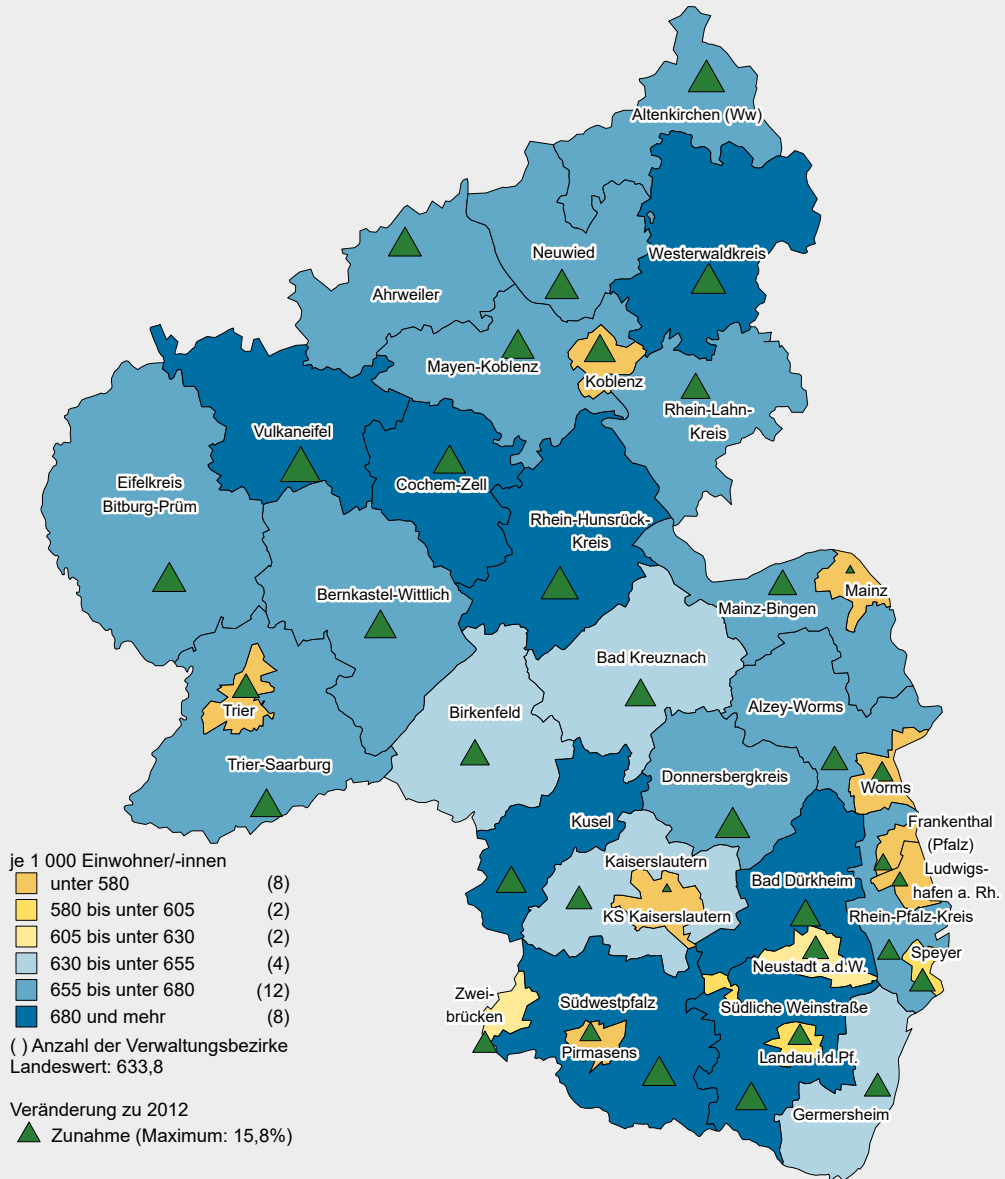 Altenkirchen (Ww)
Neuwied
Westerwaldkreis
Ahrweiler
Mayen-Koblenz
Koblenz
Rhein-Lahn-
Kreis
Vulkaneifel
Cochem-Zell
Eifelkreis
Bitburg-Prüm
Rhein-Hunsrück-
Kreis
Bernkastel-Wittlich
Mainz-Bingen
Mainz
Bad Kreuznach
Trier
Birkenfeld
Alzey-Worms
Trier-Saarburg
Donnersbergkreis
Worms
Kusel
Frankenthal
(Pfalz)
Kaiserslautern
Ludwigs-
hafen a. Rh.
Bad Dürkheim
KS Kaiserslautern
Rhein-Pfalz-Kreis
Speyer
Neustadt a.d.W.
Zwei-
brücken
Südwestpfalz
Südliche Weinstraße
Pirmasens
Landau i.d.Pf.
Germersheim
je 1 000 Einwohner/-innen
unter 580 (8)
580 bis unter 605 (2)
605 bis unter 630 (2)
630 bis unter 655 (4)
655 bis unter 680 (12)
680 und mehr (8)
( ) Anzahl der Verwaltungsbezirke
Landeswert: 633,8
Veränderung zu 2012
Zunahme (Maximum: 15,8%)